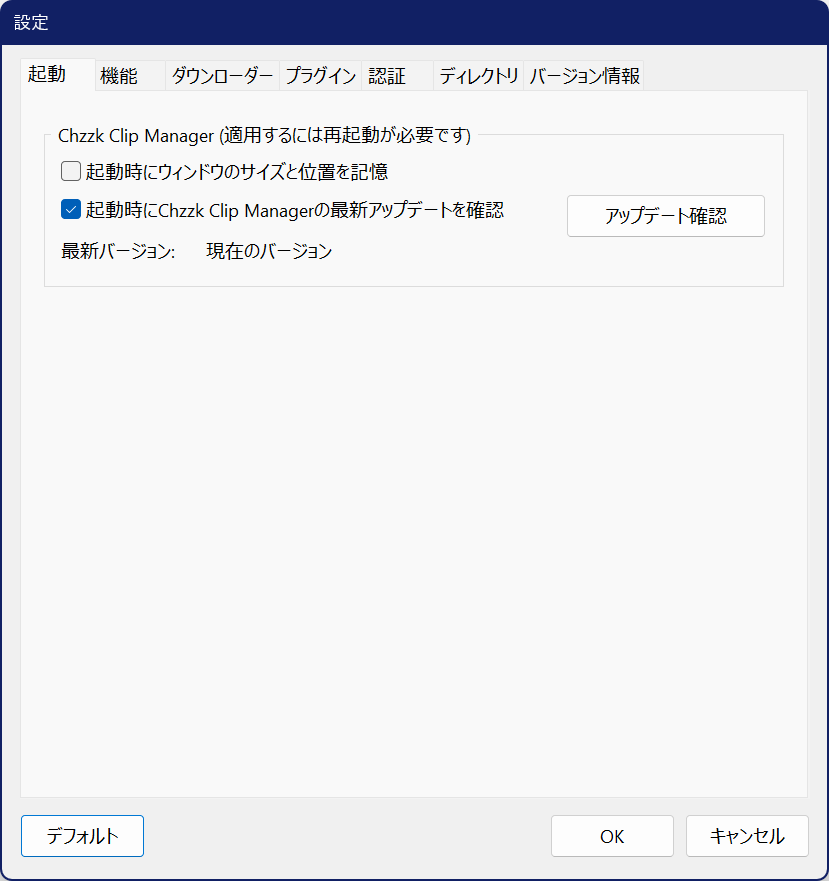 設定
起動 機能 ダウンローダー プラグイン 認証 ディレクトリ バージョン情報
Chzzk Clip Manager (適用するには再起動が必要です)
起動時にウィンドウのサイズと位置を記憶
起動時にChzzk Clip Managerの最新アップデートを確認 アップデート確認
最新バージョン: 現在のバージョン
デフォルト OK キャンセル